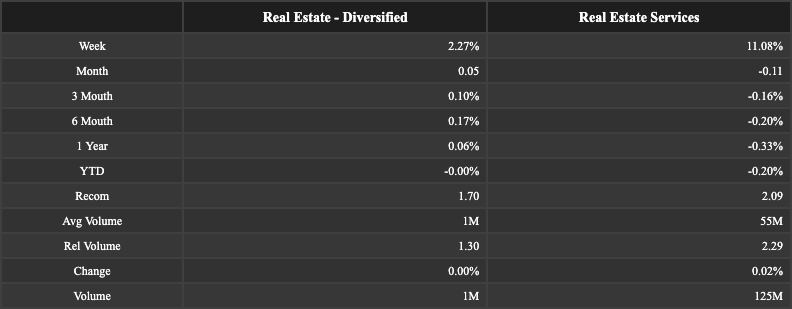 Real Estate - Diversified Real Estate Services
Week 2.27% 11.08%
Month 0.05 -0.11
3 Mouth 0.10% -0.16%
6 Mouth 0.17% -0.20%
1 Year 0.06% -0.33%
YTD -0.00% -0.20%
Recom 1.70 2.09
Avg Volume 1M 55M
Rel Volume 1.30 2.29
Change 0.00% 0.02%
Volume 1M 125M